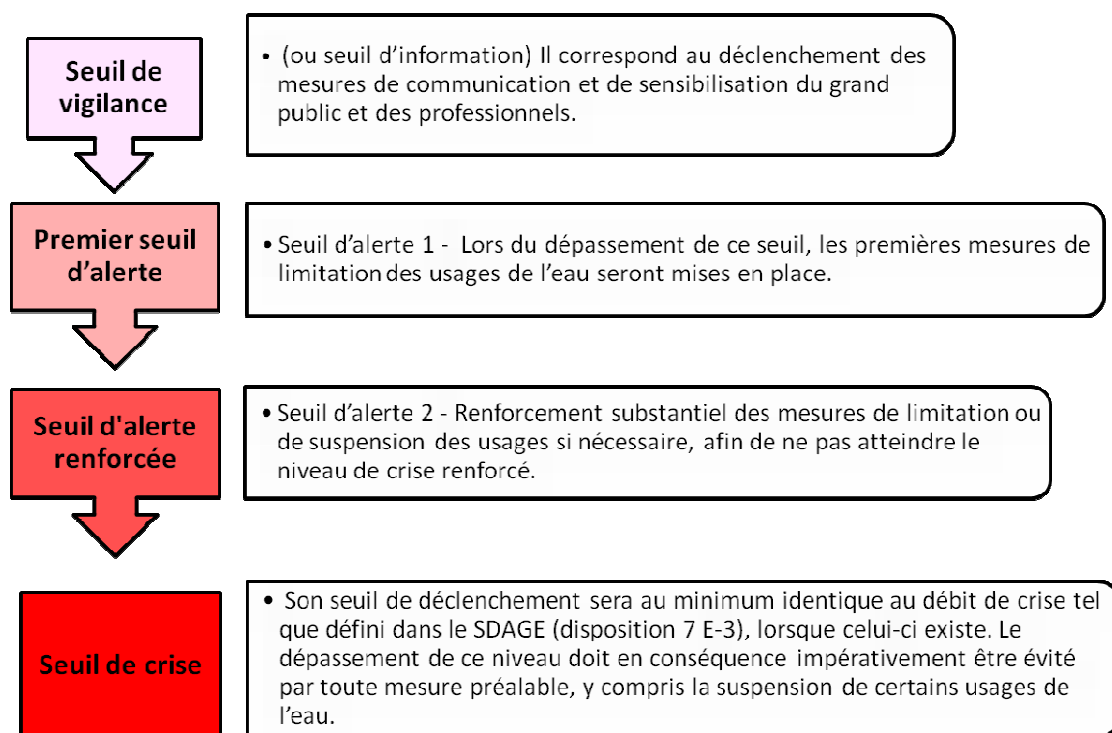 Seuil de
vigilance
• (ou seuil d’information) Il correspond au déclenchement des
mesures de communication et de sensibilisation du grand
public et des professionnels.
Premier seuil
d’alerte
• Seuil d’alerte 1 - Lors du dépassement de ce seuil, les premières mesures de
limitation des usages de l’eau seront mises en place.
Seuil d'alerte
renforcée
• Seuil d’alerte 2 - Renforcement substantiel des mesures de limitation ou
de suspension des usages si nécessaire, afin de ne pas atteindre le
niveau de crise renforcé.
Seuil de crise
• Son seuil de déclenchement sera au minimum identique au débit de crise tel
que défini dans le SDAGE (disposition 7 E-3), lorsque celui-ci existe. Le
dépassement de ce niveau doit en conséquence impérativement être évité
par toute mesure préalable, y compris la suspension de certains usages de
l’eau.